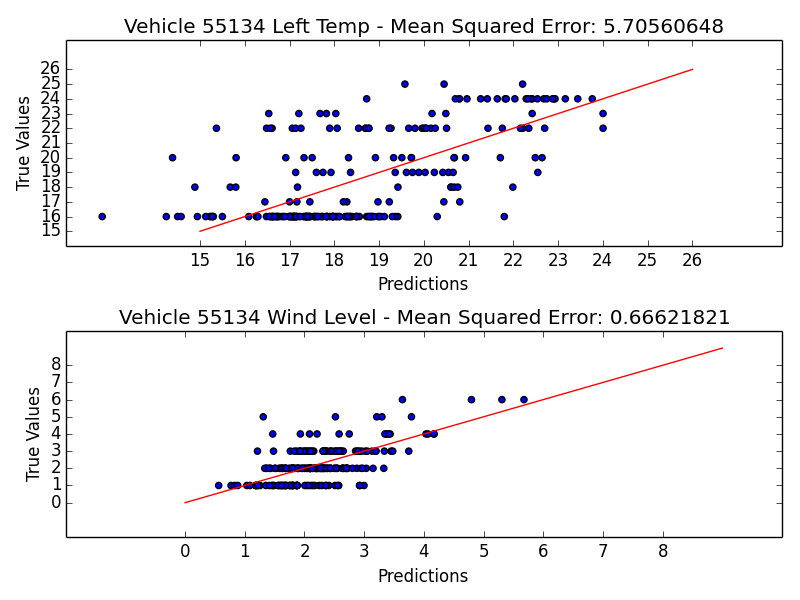 Vehicle 55134 Left Temp - Mean Squared Error: 5.70560648
True Values
26
25
24
23
22
21
20
19
18
17
16
15
15 16 17 18 19 20 21 22 23 24 25 26
Predictions
Vehicle 55134 Wind Level - Mean Squared Error: 0.66621821
True Values
8
7
6
5
4
3
2
1
0
0 1 2 3 4 5 6 7 8
Predictions